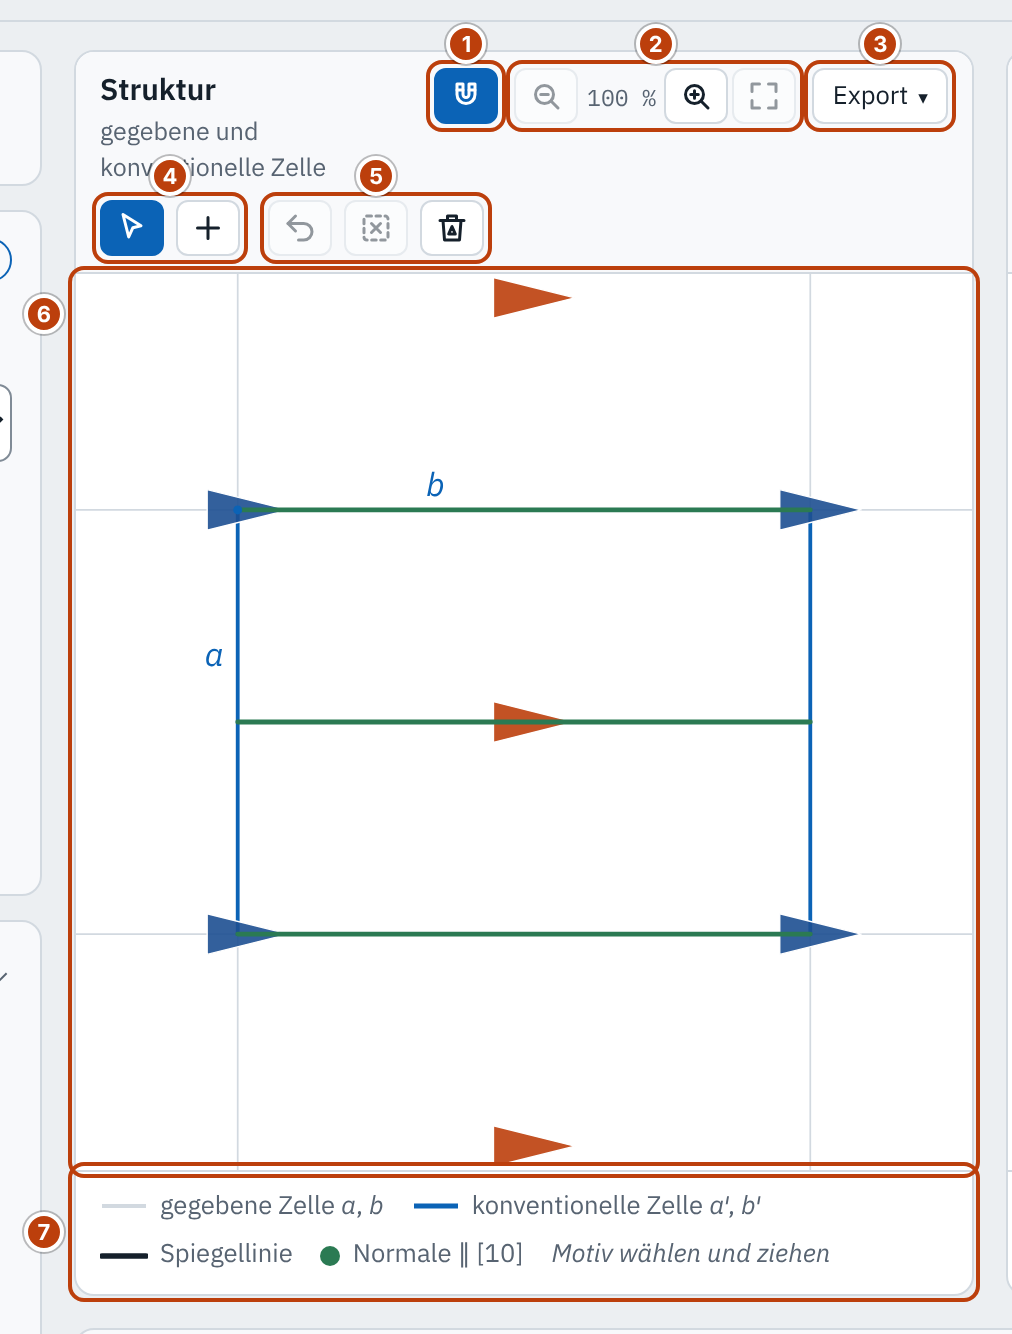 1
2
3
Struktur
100 %
Export ▾
gegebene und
konventionelle Zelle
4
5
6
b
a
gegebene Zelle a, b
konventionelle Zelle a', b'
7
Spiegellinie
Normale ∥ [10]
Motiv wählen und ziehen